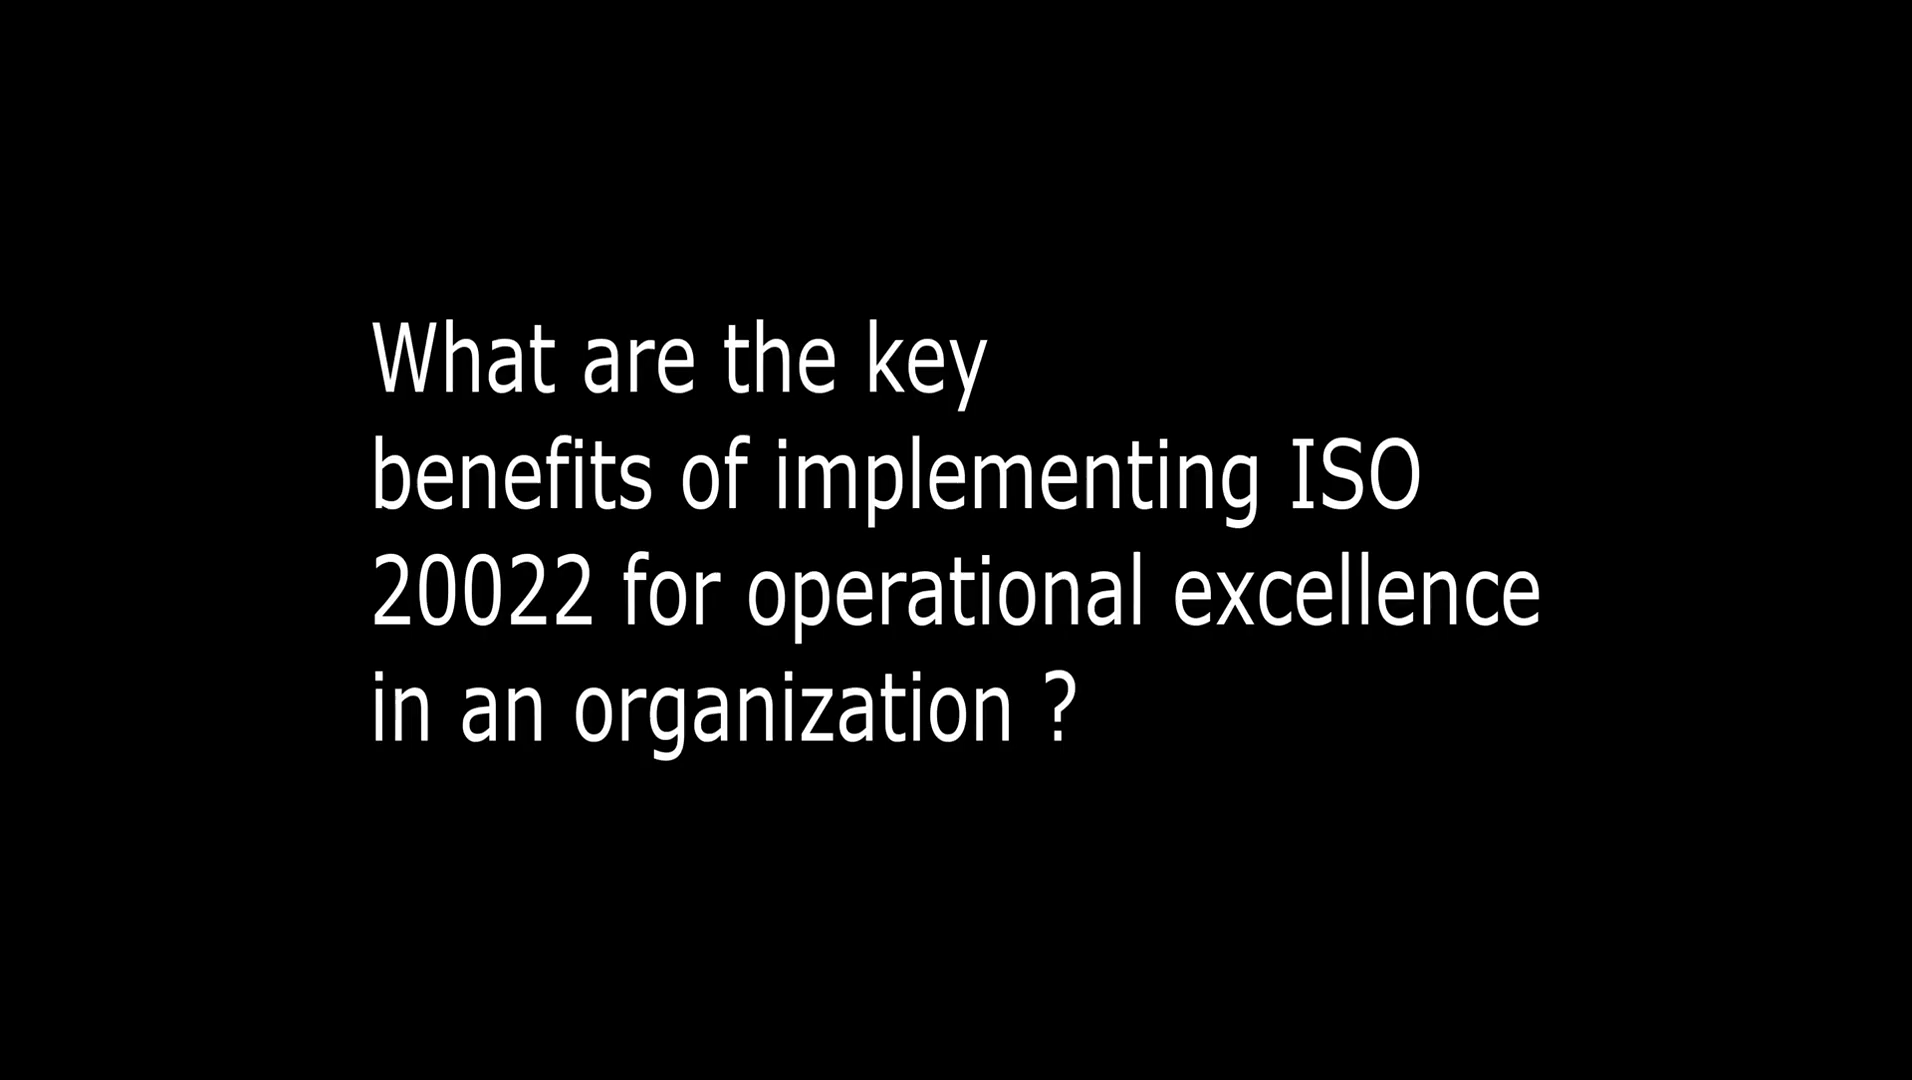 What are the key
benefits of implementing ISO
20022 for operational excellence
in an organization ?